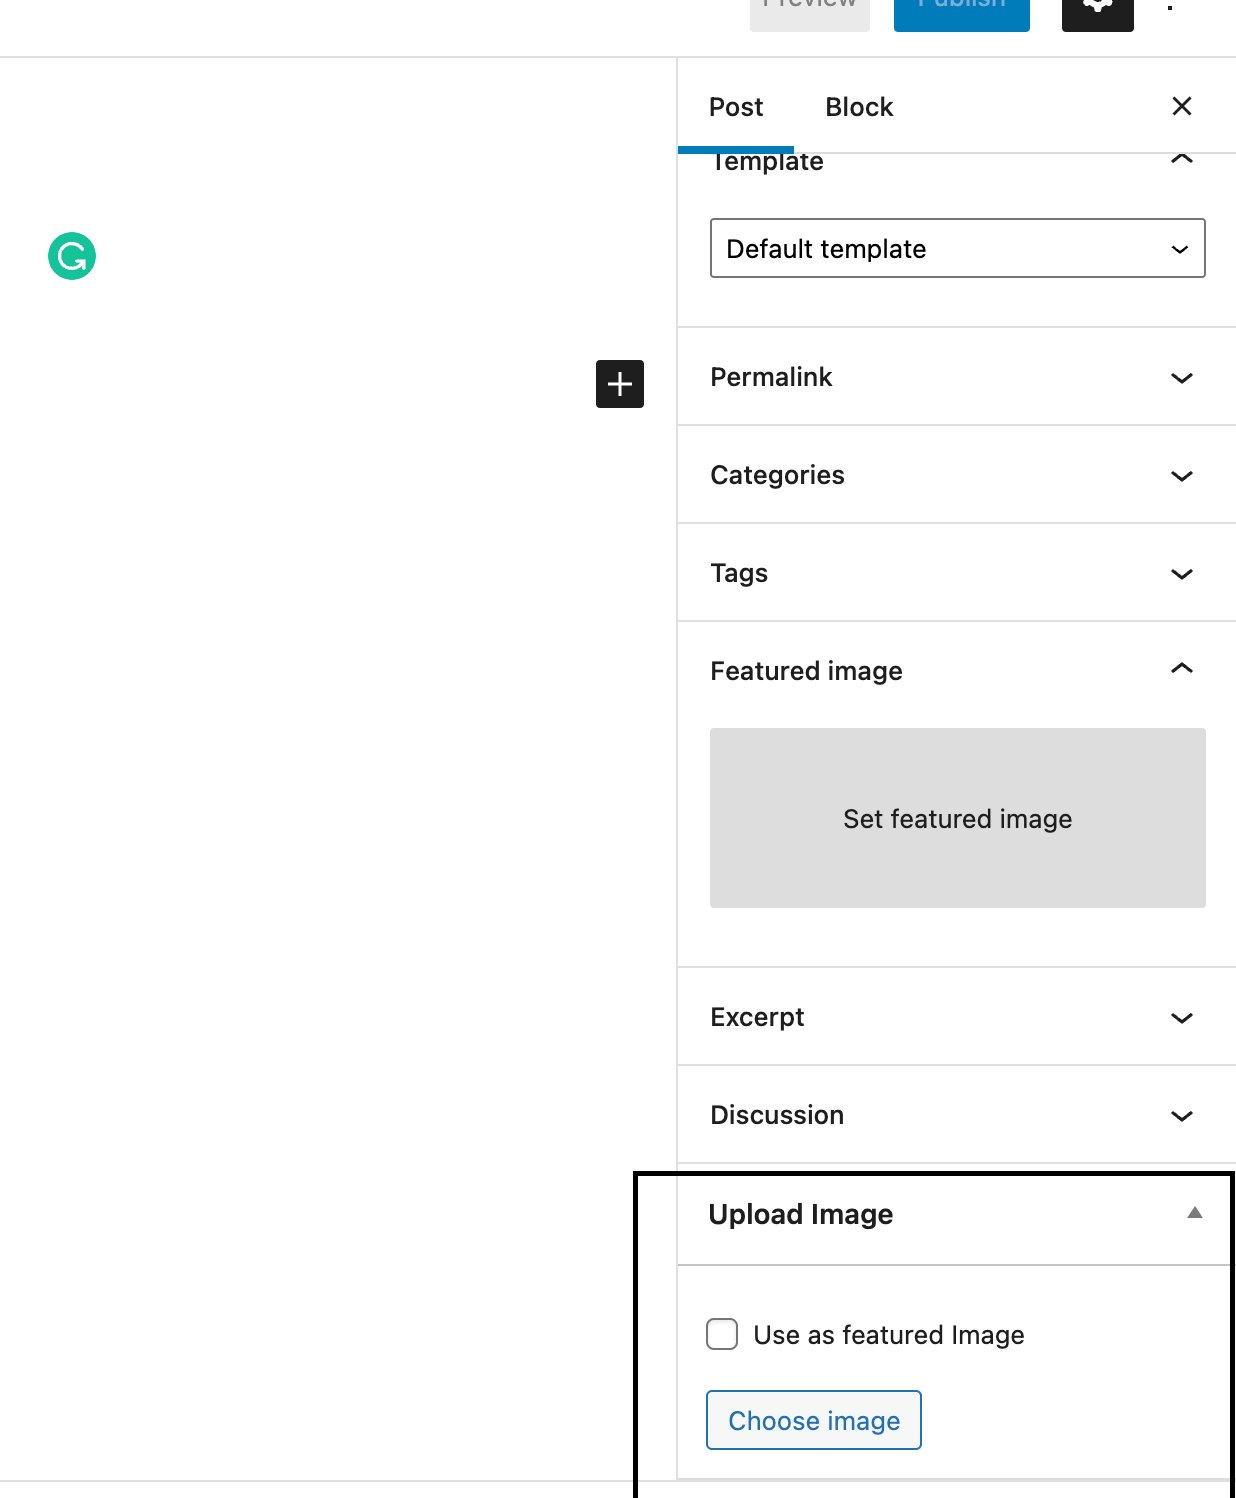 Preview
Publish
Post
Block
Template
Default template
Permalink
Categories
Tags
Featured image
Set featured image
Excerpt
Discussion
Upload Image
Use as featured Image
Choose image